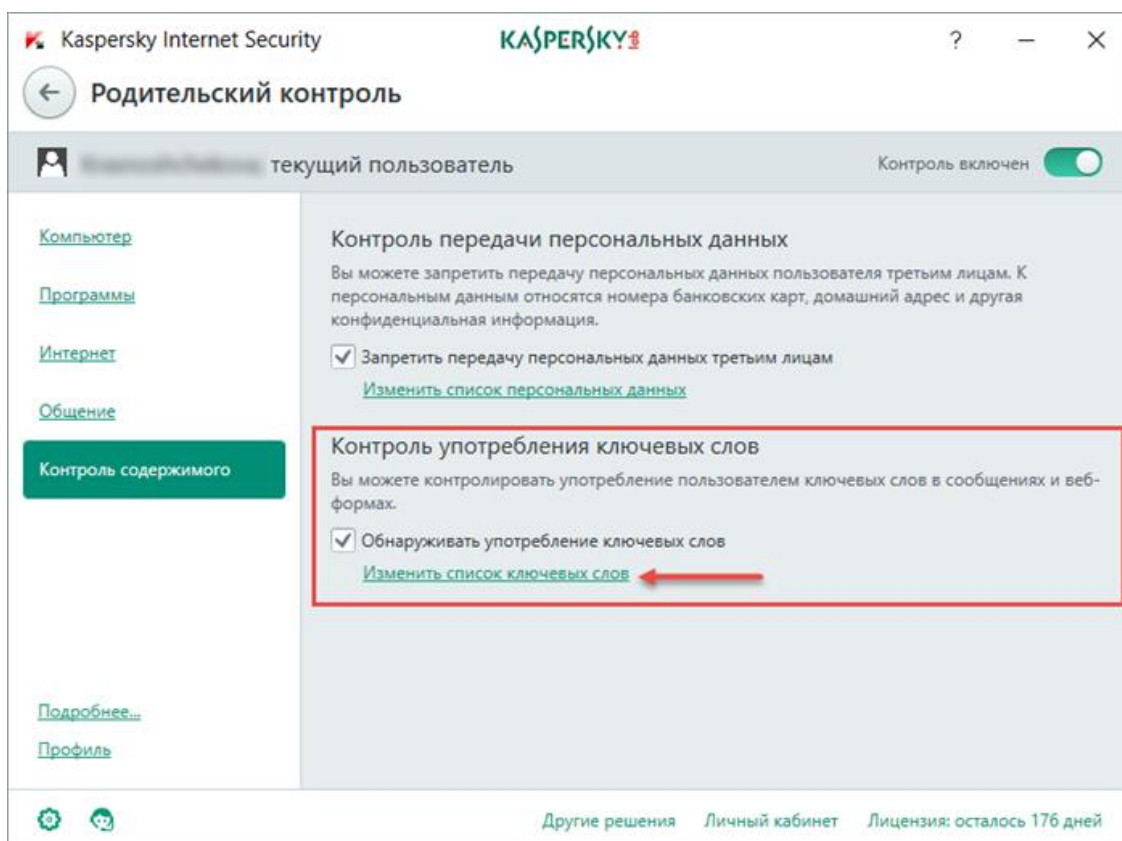 Kaspersky Internet Security
KASPERSKY lab
? — ×
Родительский контроль
текущий пользователь
Контроль включен
Компьютер
Программы
Интернет
Общение
Контроль содержимого
Контроль передачи персональных данных
Вы можете запретить передачу персональных данных пользователя третьим лицам. К
персональным данным относятся номера банковских карт, домашний адрес и другая
конфиденциальная информация.
Запретить передачу персональных данных третьим лицам
Изменить список персональных данных
Контроль употребления ключевых слов
Вы можете контролировать употребление пользователем ключевых слов в сообщениях и веб-
формах.
Обнаруживать употребление ключевых слов
Изменить список ключевых слов
Подробнее...
Профиль
Другие решения Личный кабинет Лицензия: осталось 176 дней